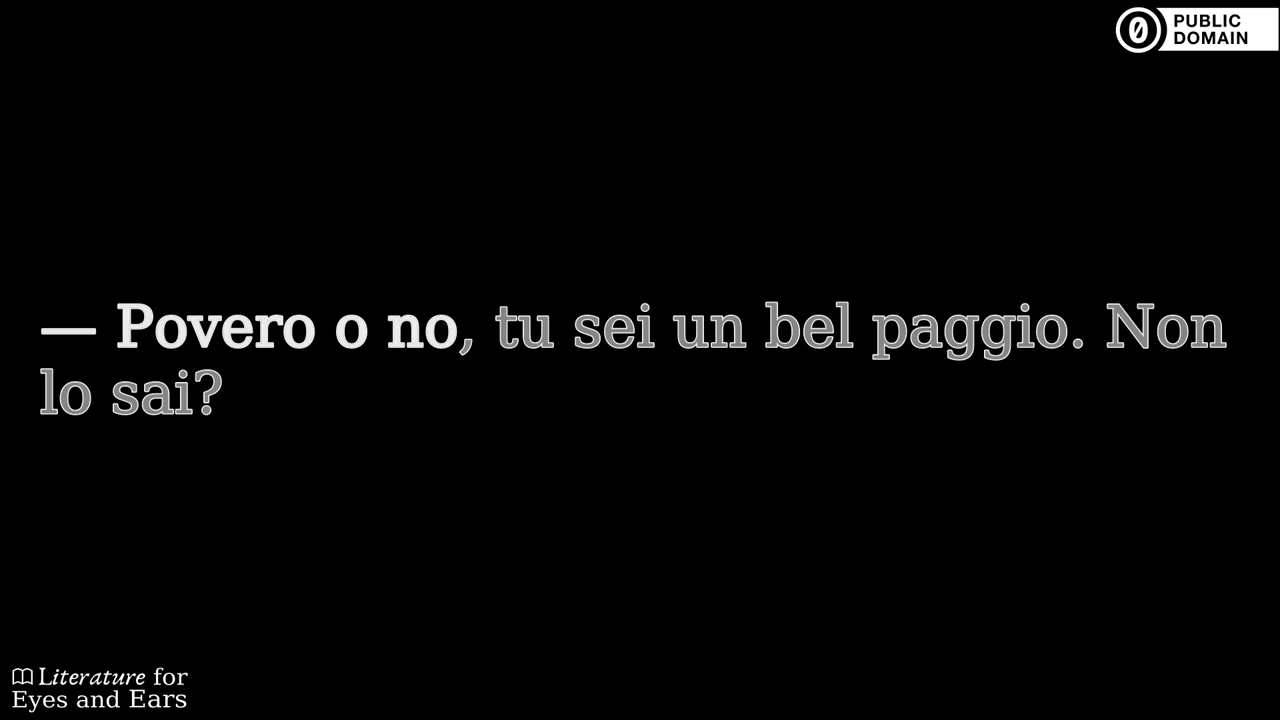 PUBLIC
DOMAIN
— Povero o no, tu sei un bel paggio. Non
lo sai?
Literature for
Eyes and Ears